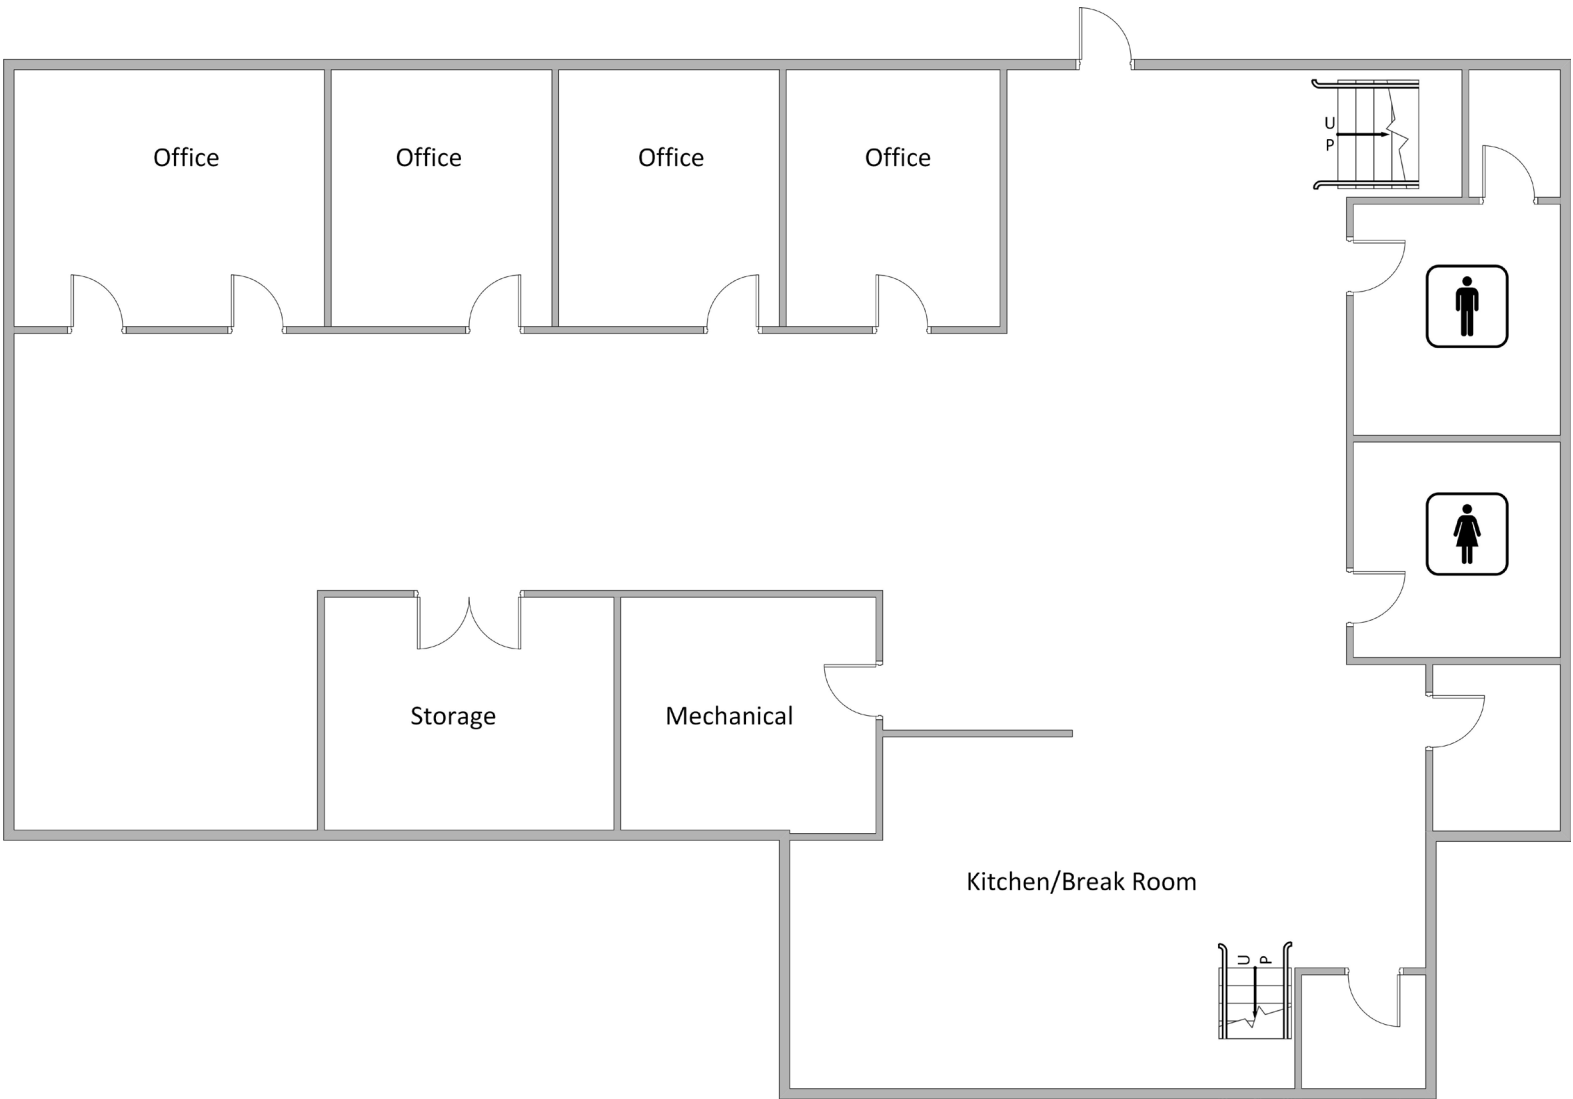 Office
Office
Office
Office
U
P
Storage
Mechanical
Kitchen/Break Room
U
P